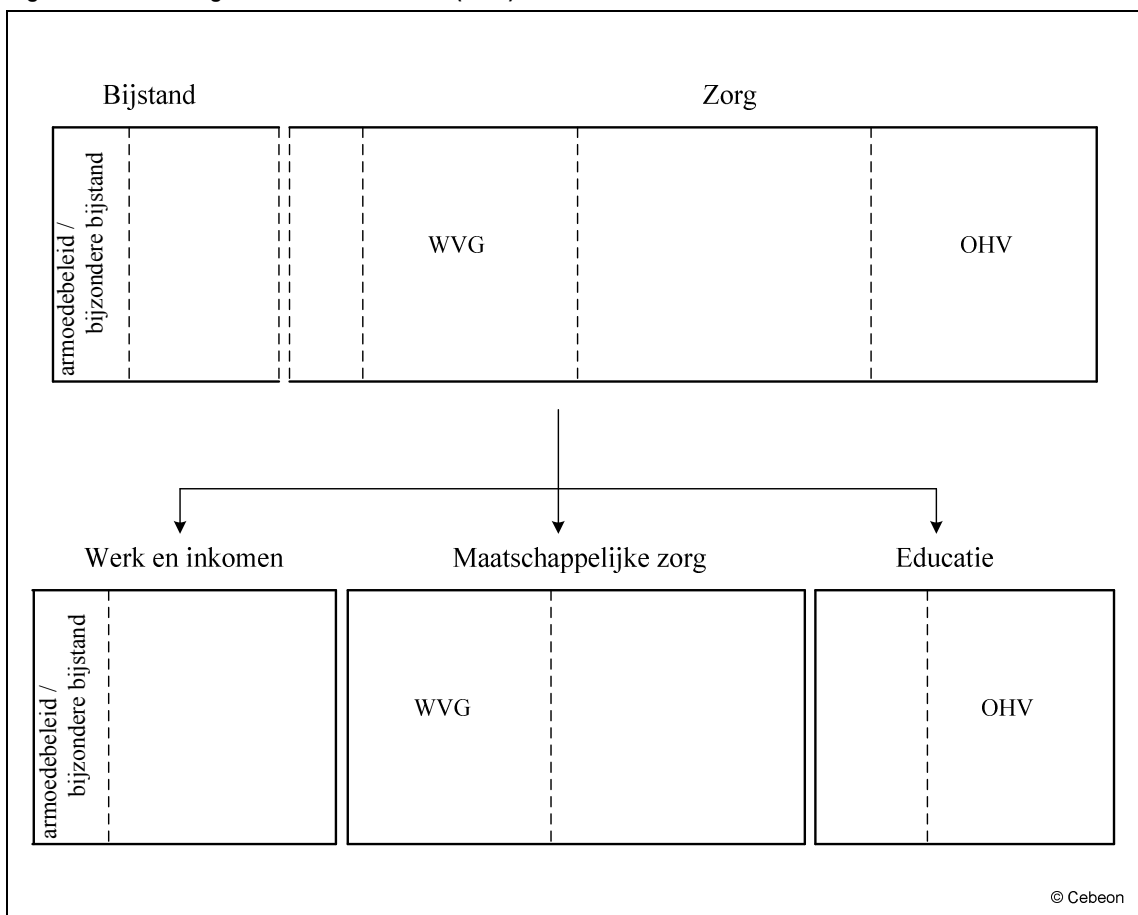 Bijstand
Zorg
armoedebeleid /
bijzondere bijstand
WVG
OHV
Werk en inkomen
Maatschappelijke zorg
Educatie
armoedebeleid /
bijzondere bijstand
WVG
OHV
© Cebeon